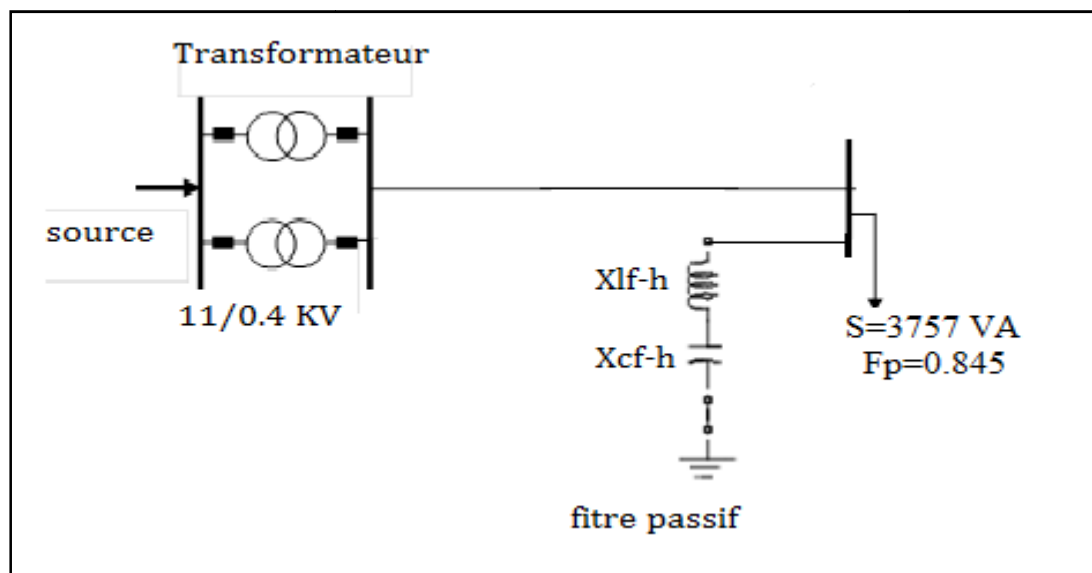 Transformateur
source
11/0.4 KV
Xlf-h
Xcf-h
S=3757 VA
Fp=0.845
fitre passif